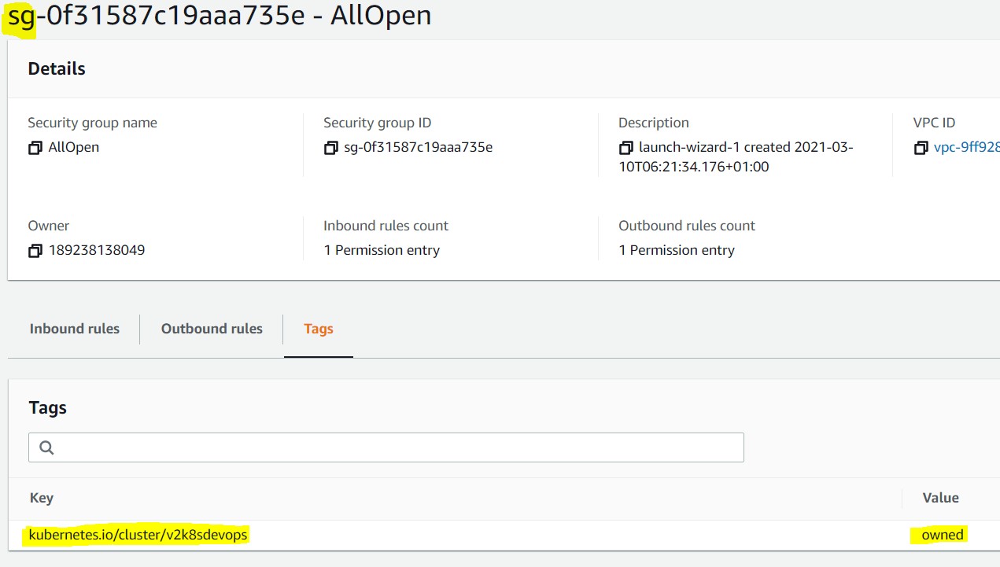 sg-0f31587c19aaa735e - AllOpen
Details
Security group name
AllOpen
Security group ID
sg-0f31587c19aaa735e
Description
launch-wizard-1 created 2021-03-
10T06:21:34.176+01:00
VPC ID
vpc-9ff928
Owner
189238138049
Inbound rules count
1 Permission entry
Outbound rules count
1 Permission entry
Inbound rules
Outbound rules
Tags
Tags
Key
Value
kubernetes.io/cluster/v2k8sdevops
owned